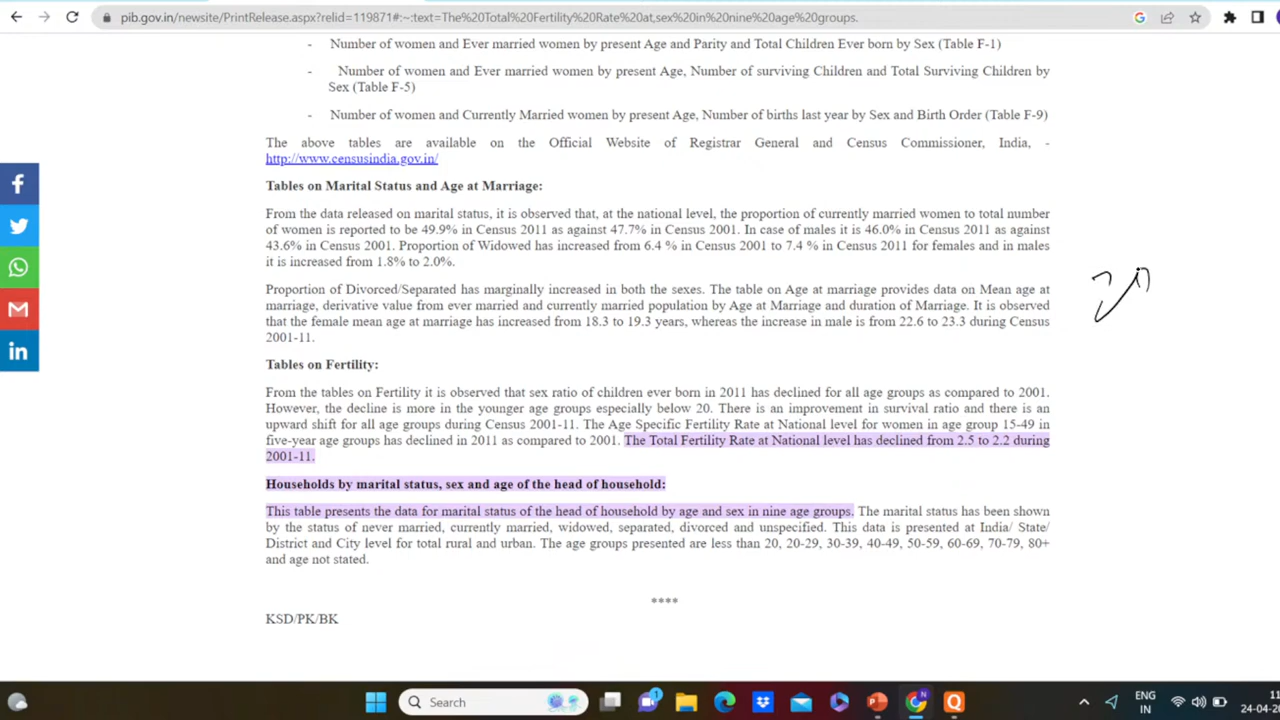 pib.gov.in/newsite/PrintRelease.aspx?relid=119871#:~:text=The%20Total%20Fertility%20Rate%20at,sex%20in%20nine%20age%20groups.
- Number of women and Ever married women by present Age and Parity and Total Children Ever born by Sex (Table F-1)
- Number of women and Ever married women by present Age, Number of surviving Children and Total Surviving Children by
Sex (Table F-5)
- Number of women and Currently Married women by present Age, Number of births last year by Sex and Birth Order (Table F-9)
The above tables are available on the Official Website of Registrar General and Census Commissioner, India, -
http://www.censusindia.gov.in/
Tables on Marital Status and Age at Marriage:
From the data released on marital status, it is observed that, at the national level, the proportion of currently married women to total number
of women is reported to be 49.9% in Census 2011 as against 47.7% in Census 2001. In case of males it is 46.0% in Census 2011 as against
43.6% in Census 2001. Proportion of Widowed has increased from 6.4 % in Census 2001 to 7.4 % in Census 2011 for females and in males
it is increased from 1.8% to 2.0%.
Proportion of Divorced/Separated has marginally increased in both the sexes. The table on Age at marriage provides data on Mean age at
marriage, derivative value from ever married and currently married population by Age at Marriage and duration of Marriage. It is observed
that the female mean age at marriage has increased from 18.3 to 19.3 years, whereas the increase in male is from 22.6 to 23.3 during Census
2001-11.
Tables on Fertility:
From the tables on Fertility it is observed that sex ratio of children ever born in 2011 has declined for all age groups as compared to 2001.
However, the decline is more in the younger age groups especially below 20. There is an improvement in survival ratio and there is an
upward shift for all age groups during Census 2001-11. The Age Specific Fertility Rate at National level for women in age group 15-49 in
five-year age groups has declined in 2011 as compared to 2001. The Total Fertility Rate at National level has declined from 2.5 to 2.2 during
2001-11.
Households by marital status, sex and age of the head of household:
This table presents the data for marital status of the head of household by age and sex in nine age groups. The marital status has been shown
by the status of never married, currently married, widowed, separated, divorced and unspecified. This data is presented at India/ State/
District and City level for total rural and urban. The age groups presented are less than 20, 20-29, 30-39, 40-49, 50-59, 60-69, 70-79, 80+
and age not stated.
****
KSD/PK/BK
Search
ENG
IN
11
24-04-20